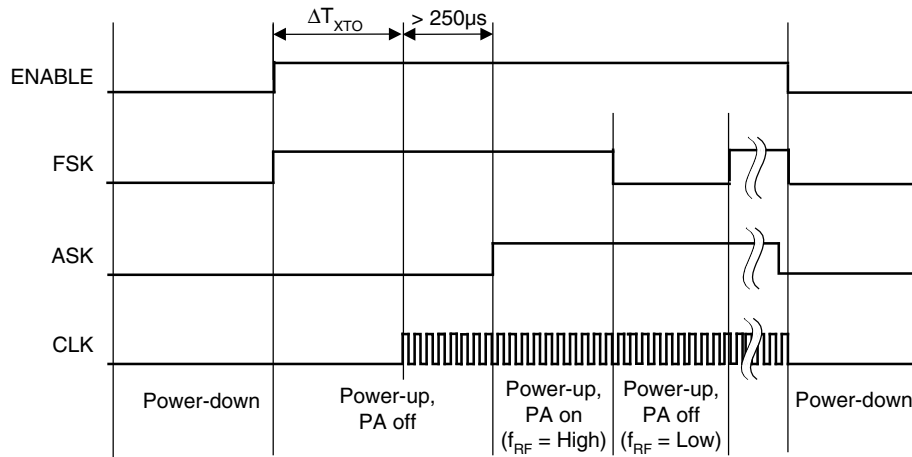 ΔT_XTO
> 250µs
ENABLE
FSK
ASK
CLK
Power-down
Power-up,
PA off
Power-up,
PA on
(f_RF = High)
Power-up,
PA off
(f_RF = Low)
Power-down